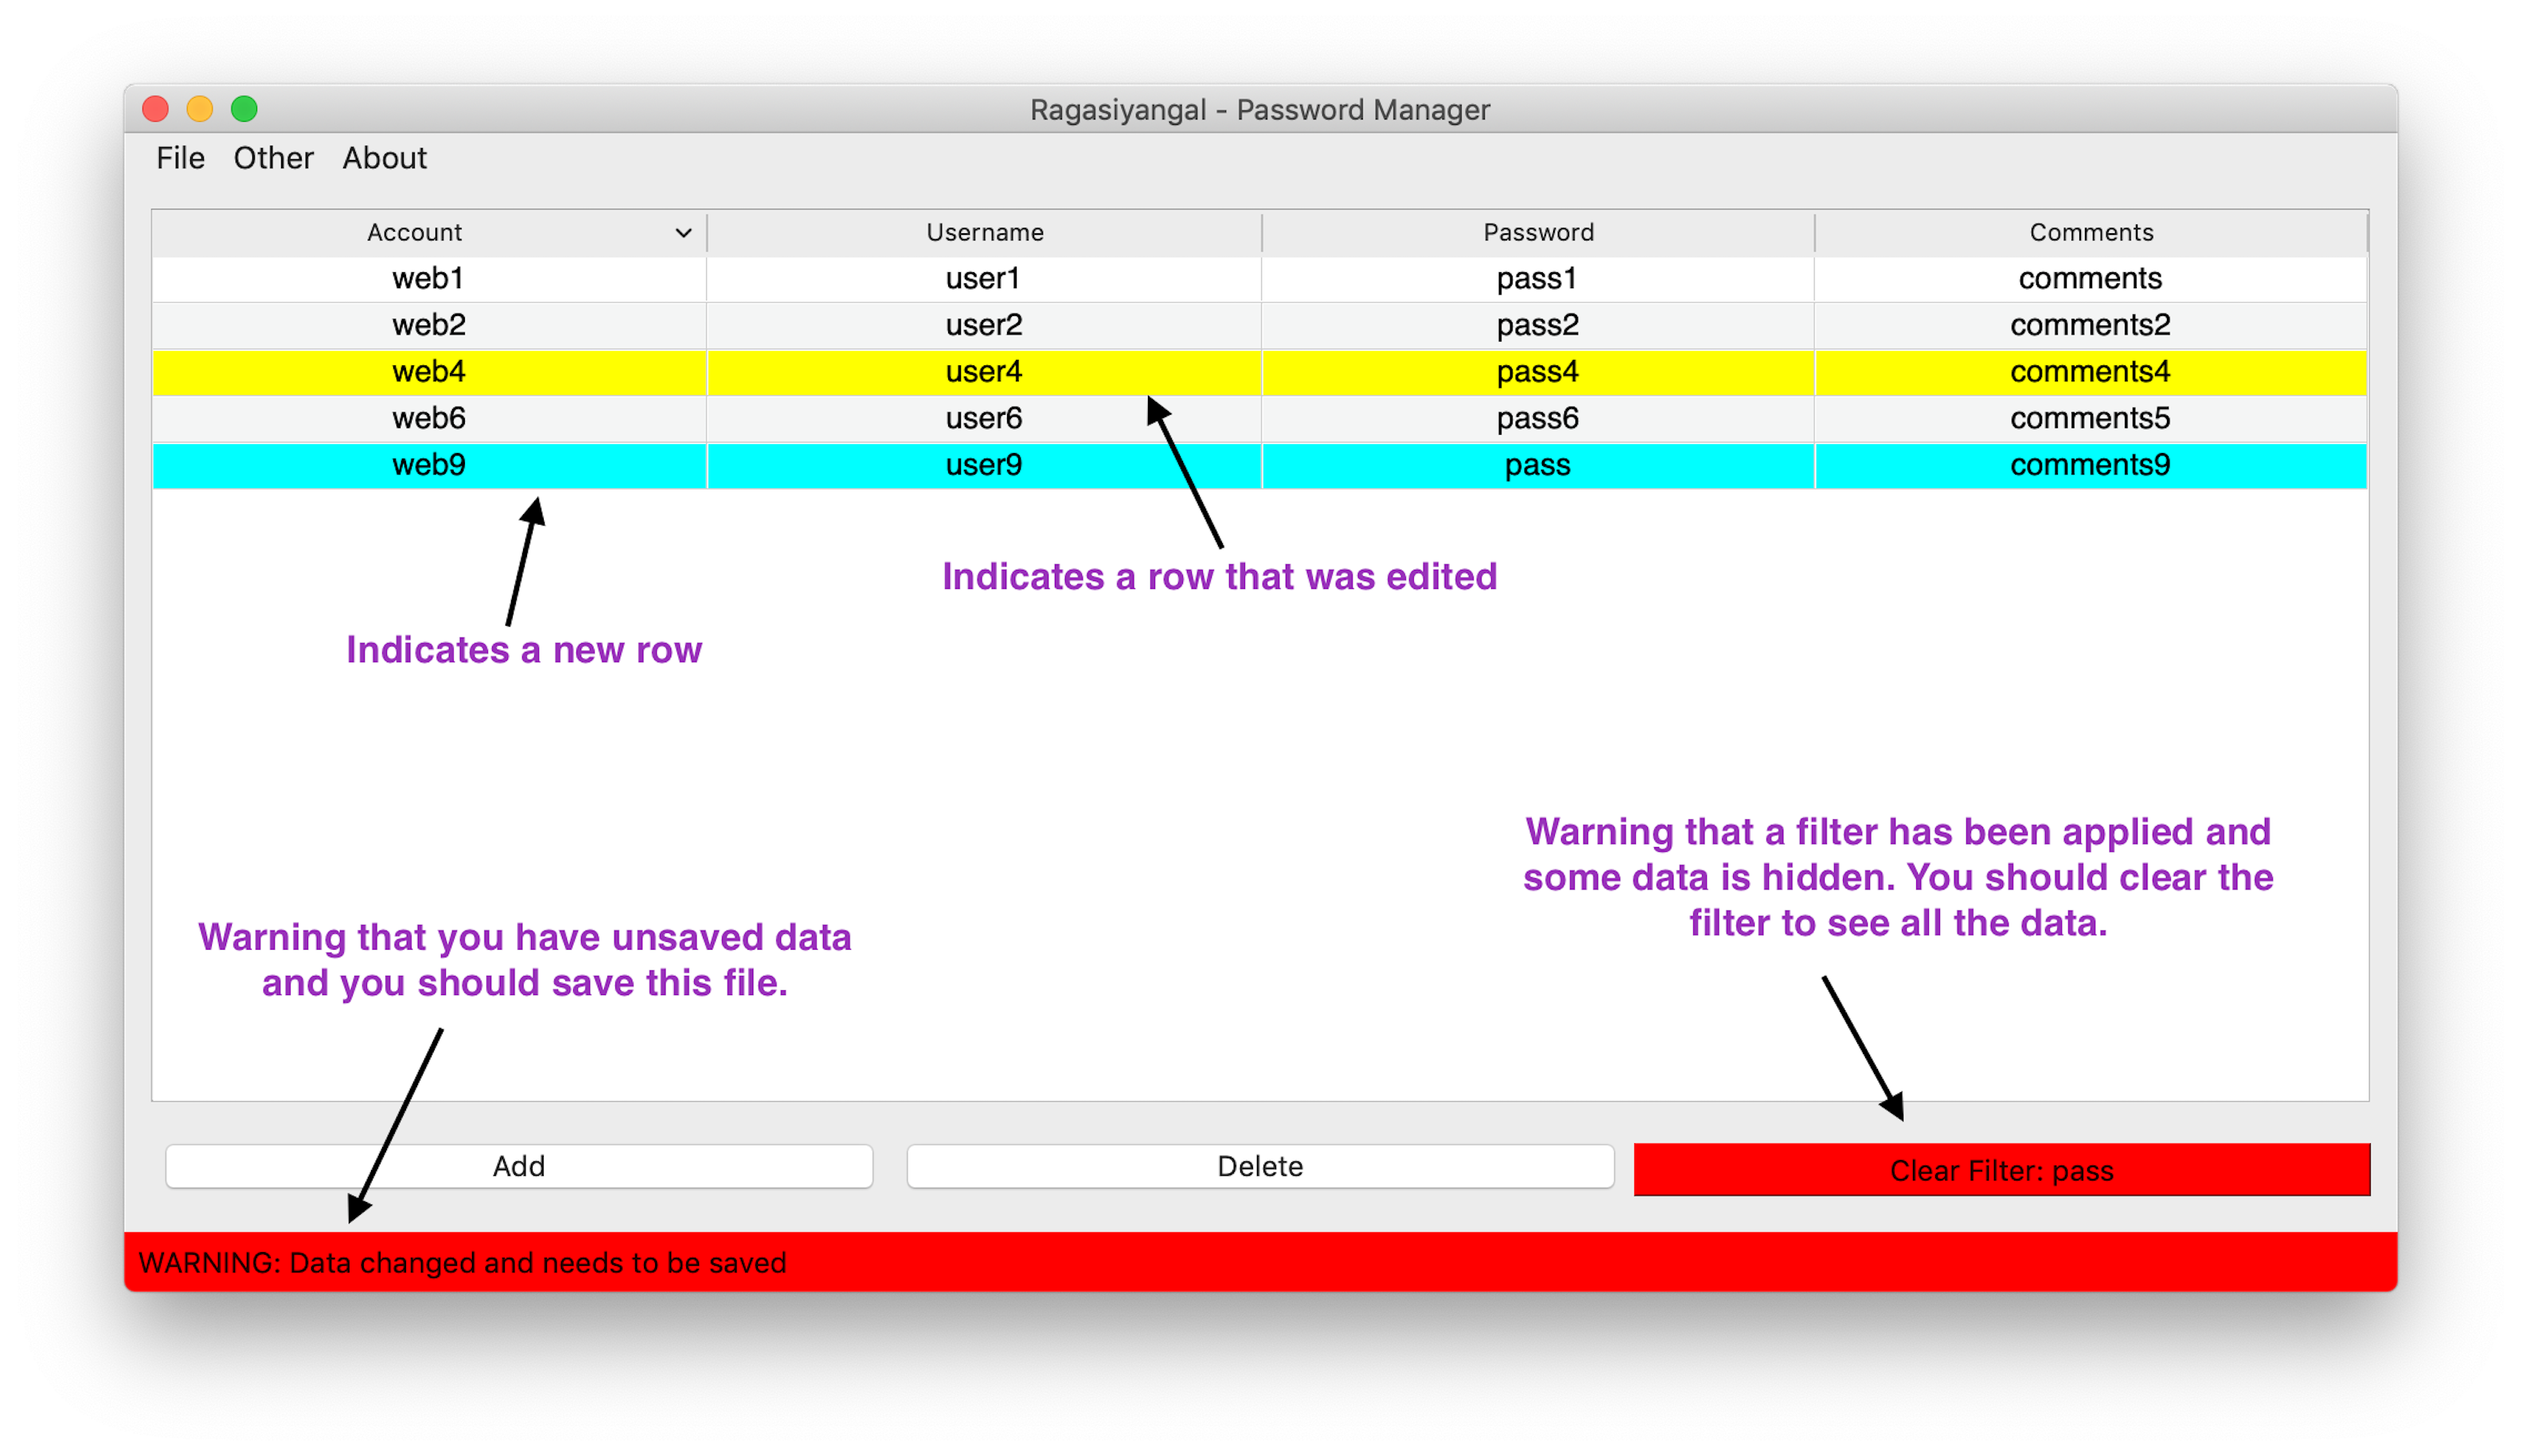 Ragasiyangal - Password Manager
File Other About
Account Username Password Comments
web1 user1 pass1 comments
web2 user2 pass2 comments2
web4 user4 pass4 comments4
web6 user6 pass6 comments5
web9 user9 pass comments9
Indicates a row that was edited
Indicates a new row
Warning that a filter has been applied and
some data is hidden. You should clear the
filter to see all the data.
Warning that you have unsaved data
and you should save this file.
Add Delete Clear Filter: pass
WARNING: Data changed and needs to be saved